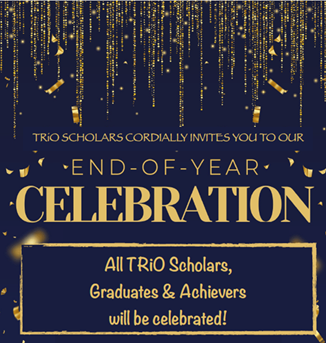 TRiO SCHOLARS CORDIALLY INVITES YOU TO OUR
END-OF-YEAR
CELEBRATION
All TRiO Scholars,
Graduates & Achievers
will be celebrated!